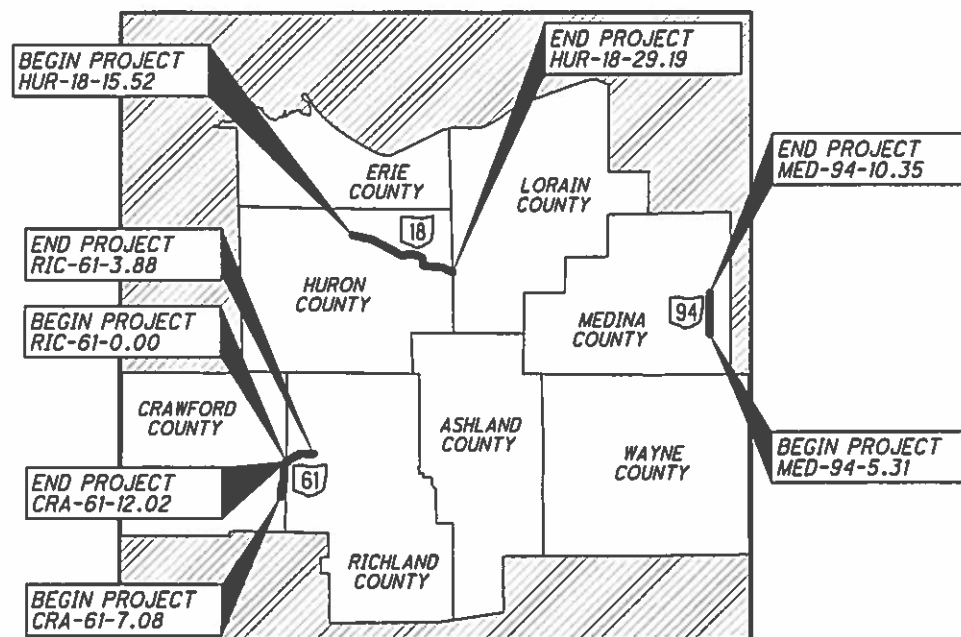 BEGIN PROJECT
HUR-18-15.52
END PROJECT
HUR-18-29.19
ERIE
COUNTY
LORAIN
COUNTY
END PROJECT
MED-94-10.35
18
END PROJECT
RIC-61-3.88
HURON
COUNTY
94
MEDINA
COUNTY
BEGIN PROJECT
RIC-61-0.00
CRAWFORD
COUNTY
ASHLAND
COUNTY
WAYNE
COUNTY
BEGIN PROJECT
MED-94-5.31
END PROJECT
CRA-61-12.02
61
RICHLAND
COUNTY
BEGIN PROJECT
CRA-61-7.08